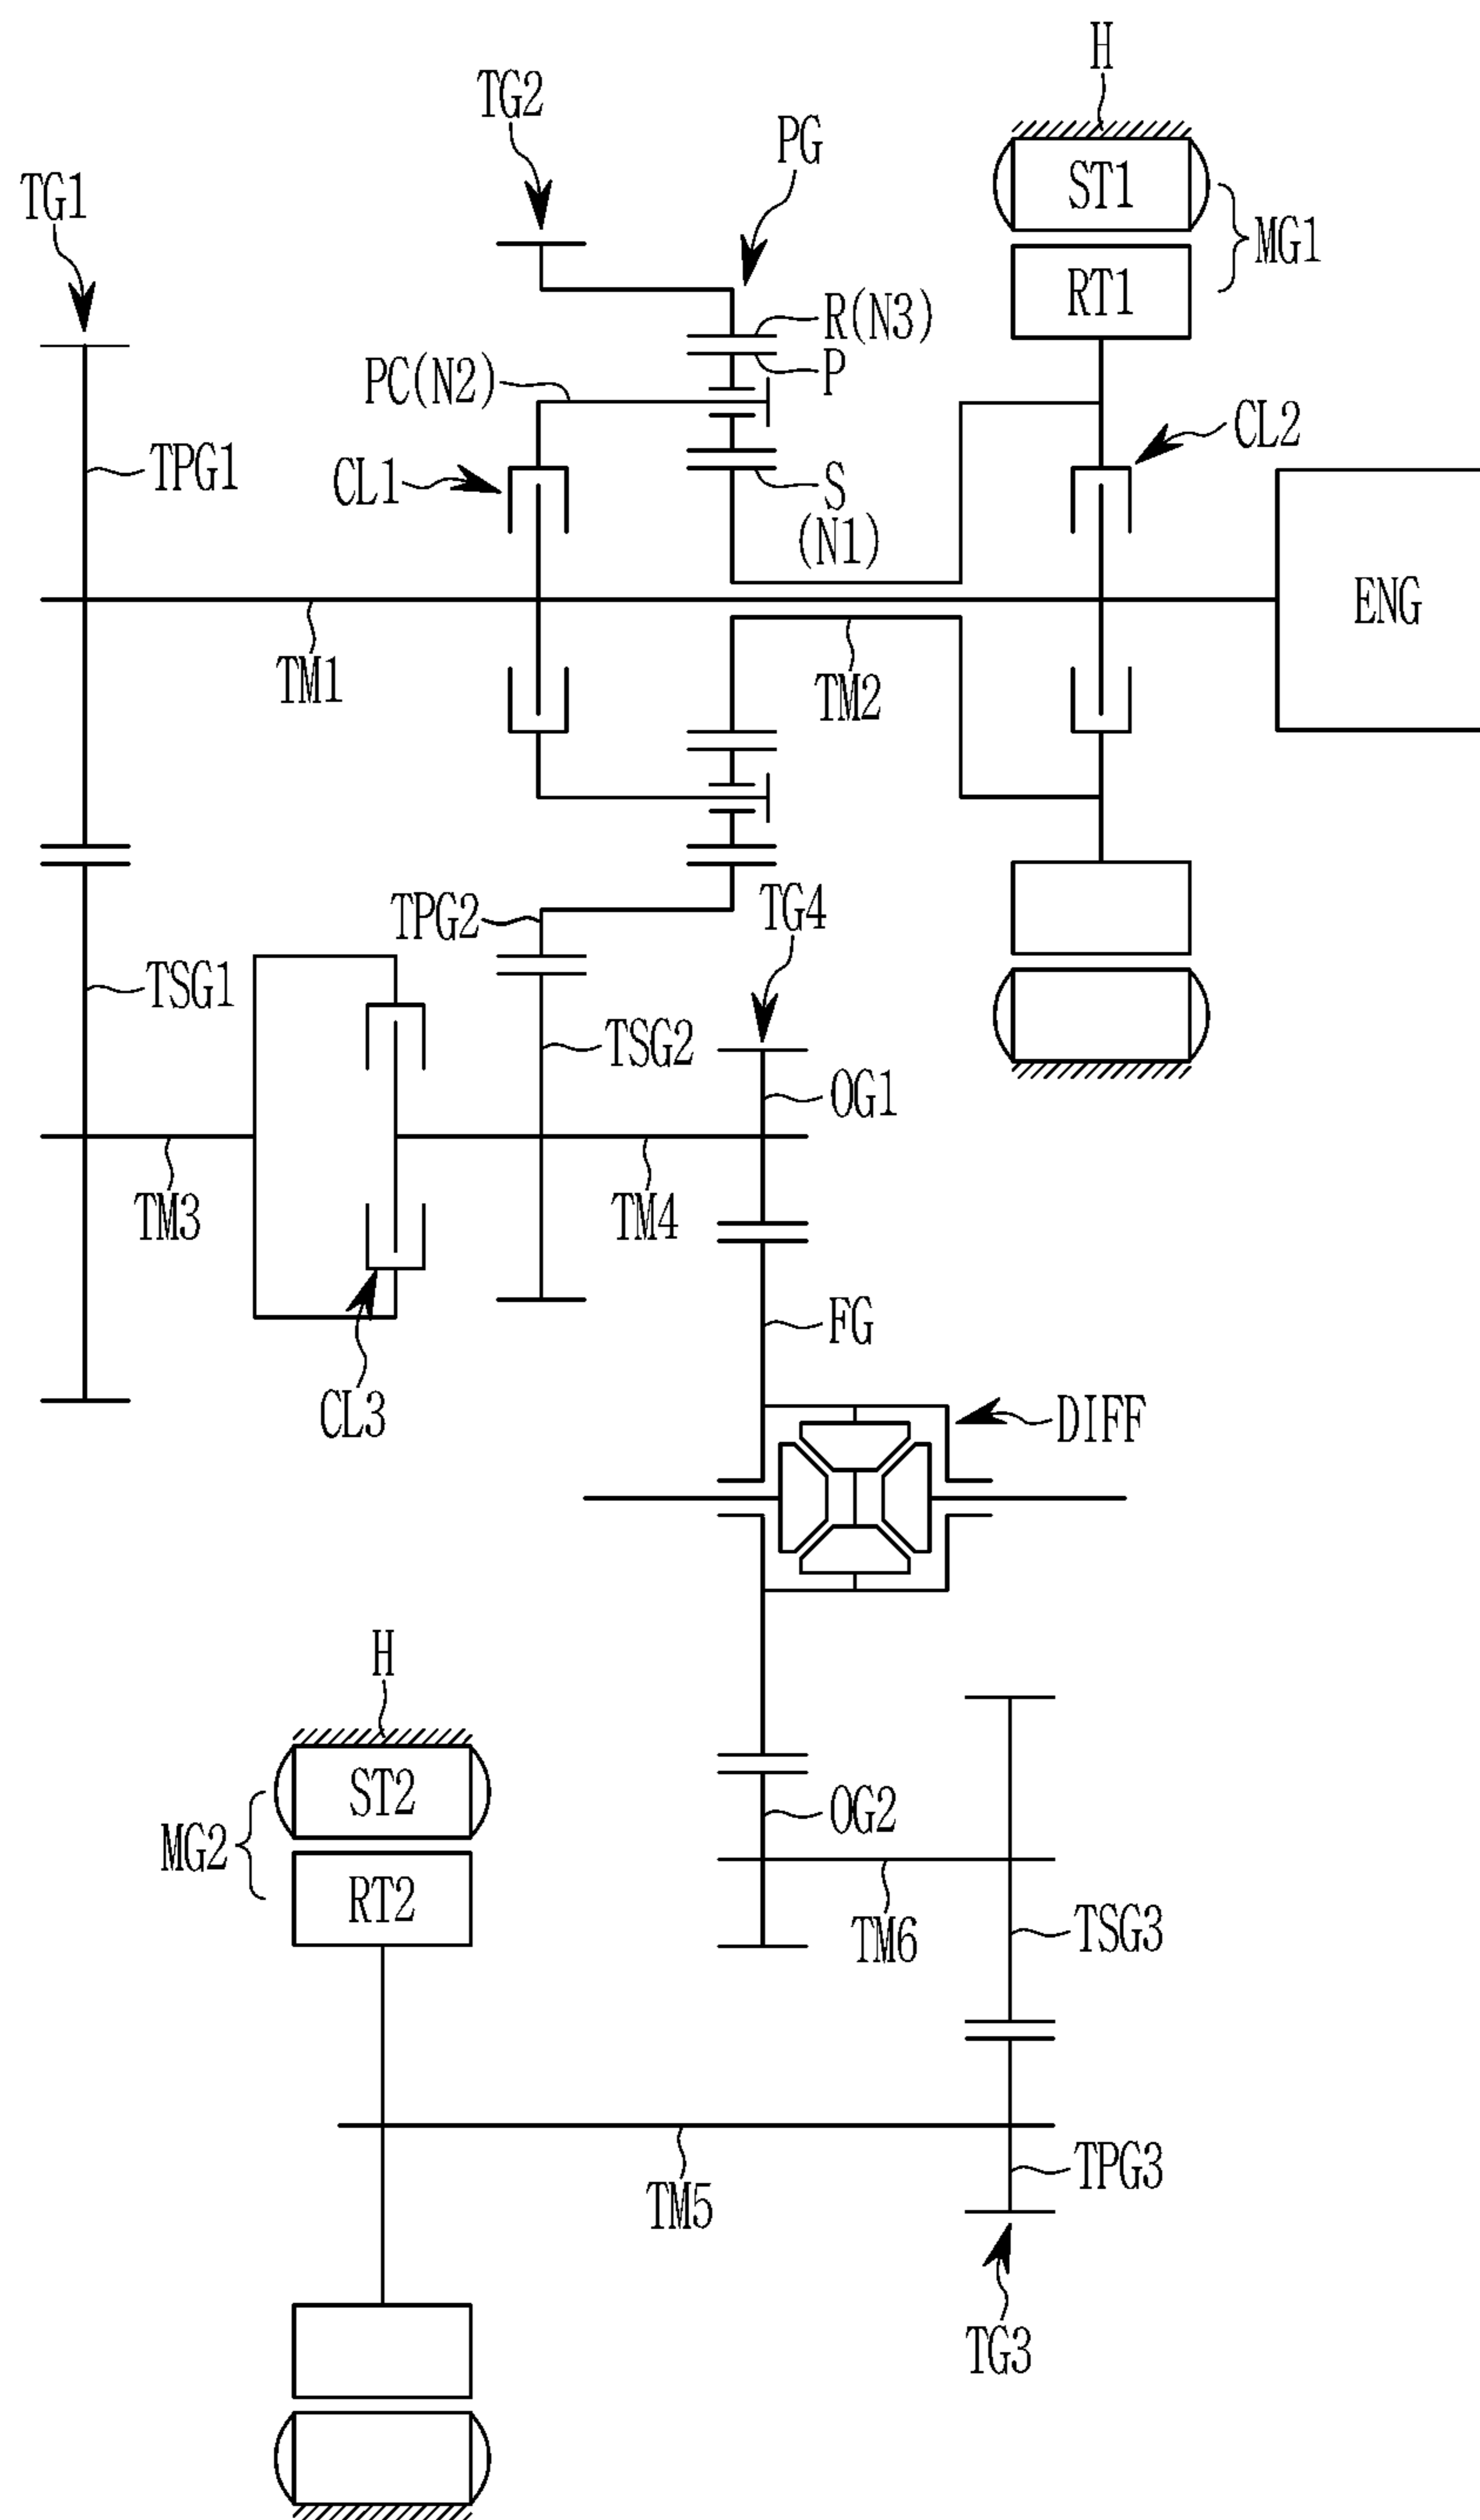 H
TG2
PG
TG1
ST1
MG1
RT1
R(N3)
P
PC(N2)
CL2
TPG1
CL1
S
(N1)
ENG
TM1
TM2
TPG2
TG4
TSG1
TSG2
OG1
TM3
TM4
FG
CL3
DIFF
H
ST2
OG2
MG2
RT2
TM6
TSG3
TPG3
TM5
TG3